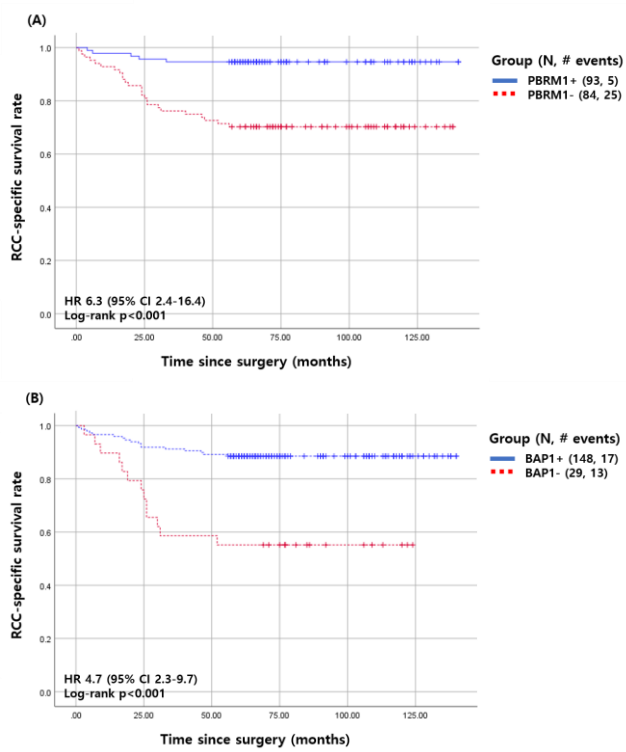 (A)
1.0
0.8
0.6
0.4
0.2
0.0
RCC-specific survival rate
HR 6.3 (95% CI 2.4-16.4)
Log-rank p<0.001
.00 25.00 50.00 75.00 100.00 125.00
Time since surgery (months)
Group (N, # events)
PBRM1+ (93, 5)
PBRM1- (84, 25)
(B)
1.0
0.8
0.6
0.4
0.2
0.0
RCC-specific survival rate
HR 4.7 (95% CI 2.3-9.7)
Log-rank p<0.001
.00 25.00 50.00 75.00 100.00 125.00
Time since surgery (months)
Group (N, # events)
BAP1+ (148, 17)
BAP1- (29, 13)